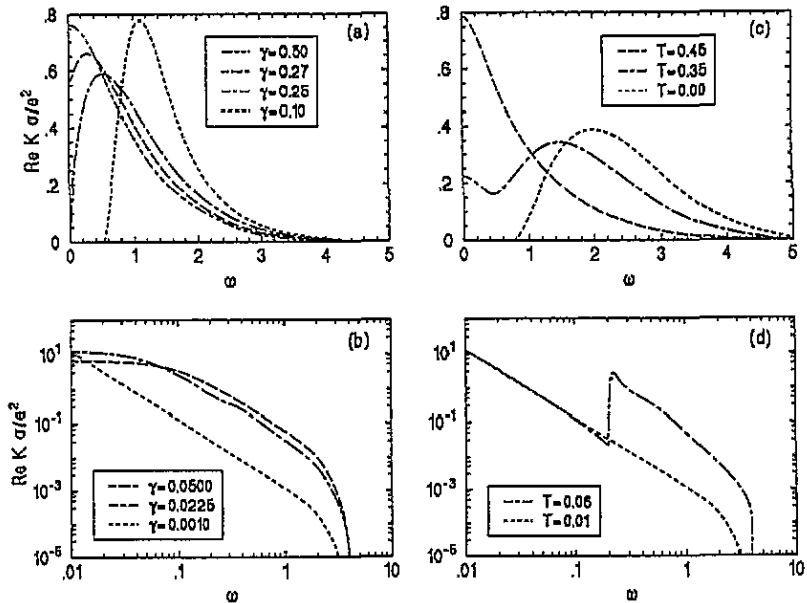 (a)
γ=0.50
γ=0.27
γ=0.25
γ=0.10
Re K σ/e²
.8
.6
.4
.2
0
0 1 2 3 4 5
ω
(c)
T=0.45
T=0.35
T=0.00
.8
.6
.4
.2
0
0 1 2 3 4 5
ω
(b)
γ=0.0500
γ=0.0225
γ=0.0010
Re K σ/e²
10¹
10⁻¹
10⁻³
10⁻⁵
.01 .1 1 10
ω
(d)
T=0.06
T=0.01
10¹
10⁻¹
10⁻³
10⁻⁵
.01 0.1 1 10
ω